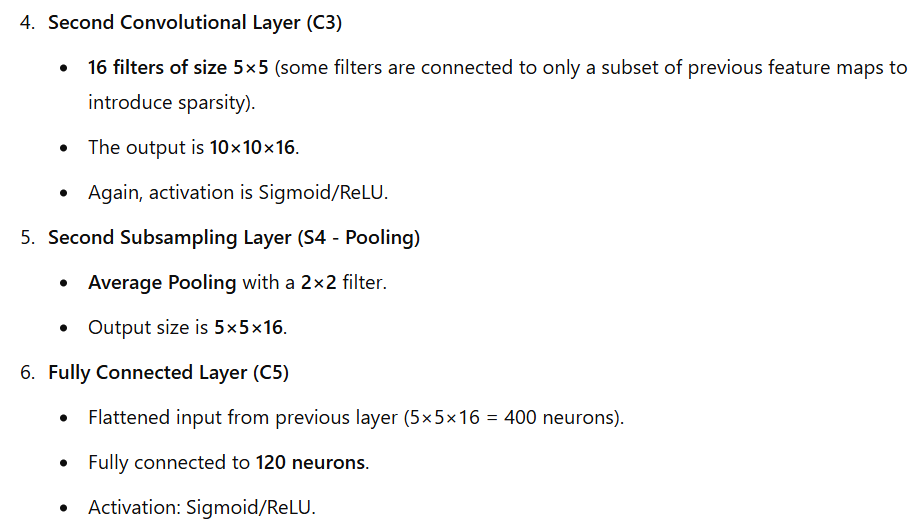 4. Second Convolutional Layer (C3)
• 16 filters of size 5×5 (some filters are connected to only a subset of previous feature maps to
introduce sparsity).
• The output is 10×10×16.
• Again, activation is Sigmoid/ReLU.
5. Second Subsampling Layer (S4 - Pooling)
• Average Pooling with a 2×2 filter.
• Output size is 5×5×16.
6. Fully Connected Layer (C5)
• Flattened input from previous layer (5×5×16 = 400 neurons).
• Fully connected to 120 neurons.
• Activation: Sigmoid/ReLU.